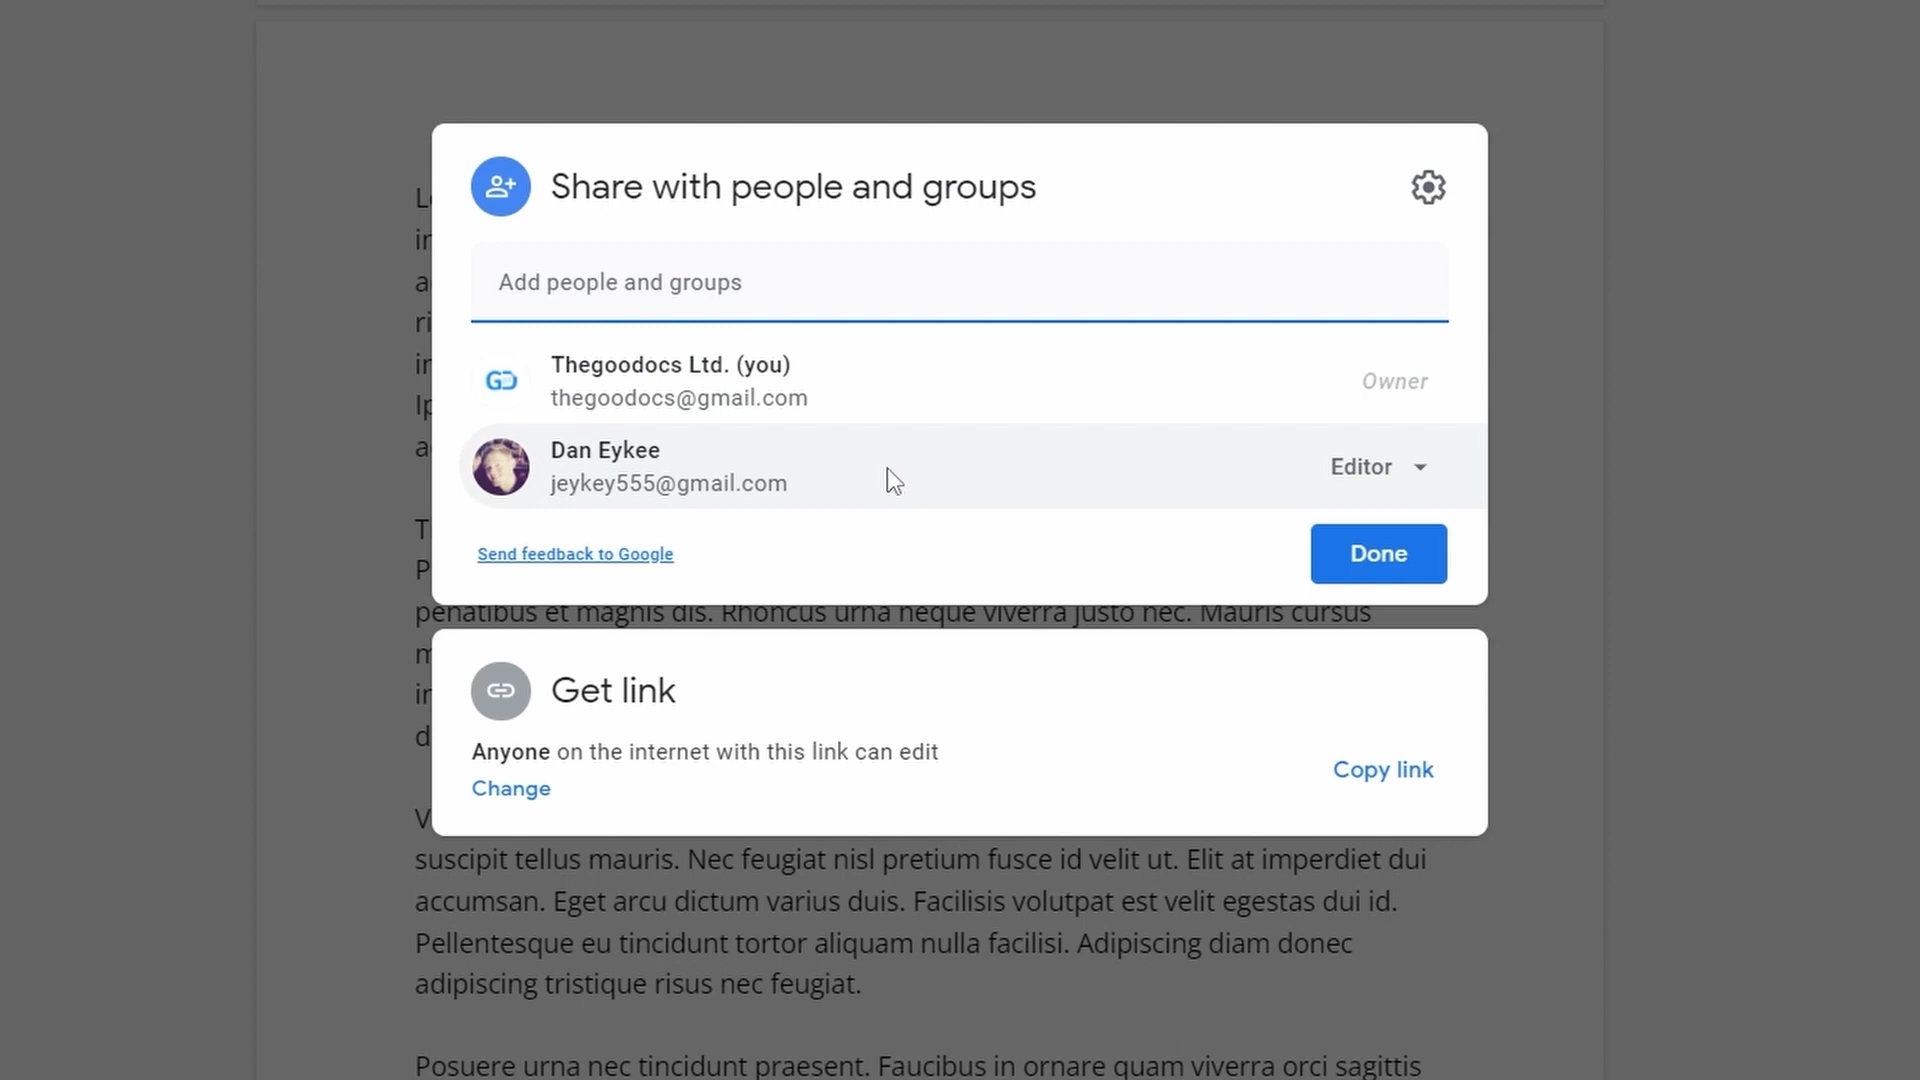 Share with people and groups
Add people and groups
Thegoodocs Ltd. (you)
thegoodocs@gmail.com
Owner
Dan Eykee
jeykey555@gmail.com
Editor
Send feedback to Google
Done
penatibus et magnis dis. Rhoncus urna neque viverra justo nec. Mauris cursus
Get link
Anyone on the internet with this link can edit
Change
Copy link
suscipit tellus mauris. Nec feugiat nisl pretium fusce id velit ut. Elit at imperdiet dui
accumsan. Eget arcu dictum varius duis. Facilisis volutpat est velit egestas dui id.
Pellentesque eu tincidunt tortor aliquam nulla facilisi. Adipiscing diam donec
adipiscing tristique risus nec feugiat.
Posuere urna nec tincidunt praesent. Faucibus in ornare quam viverra orci sagittis